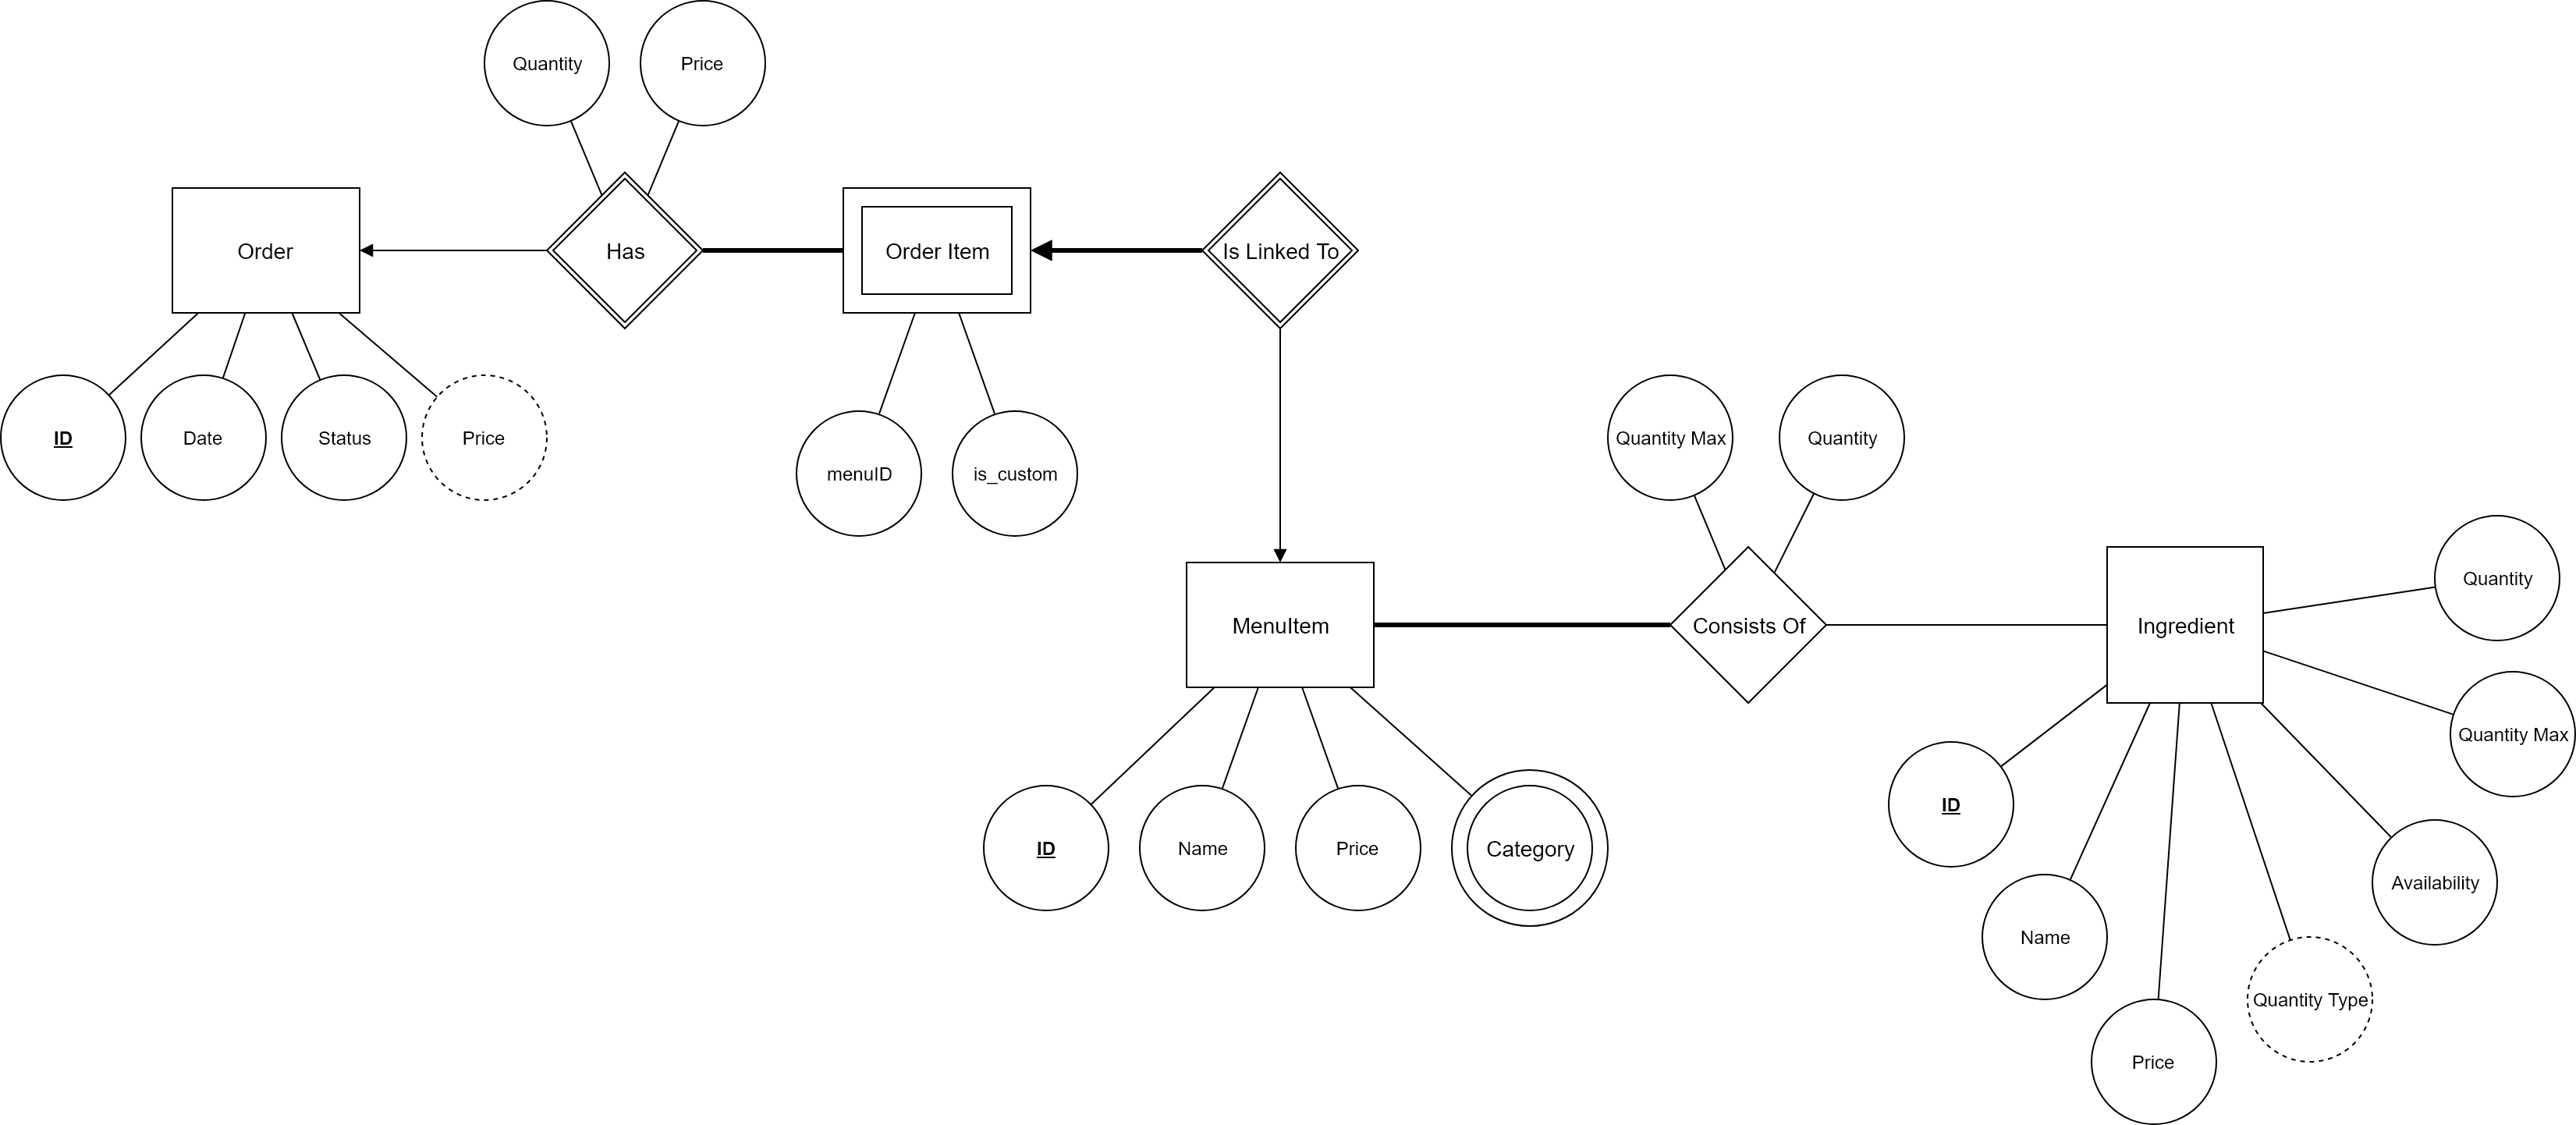 Quantity
Price
Order
Has
Order Item
Is Linked To
ID
Date
Status
Price
menuID
is_custom
Quantity Max
Quantity
MenuItem
Consists Of
Ingredient
Quantity
Quantity Max
ID
Name
Price
Category
ID
Availability
Name
Quantity Type
Price